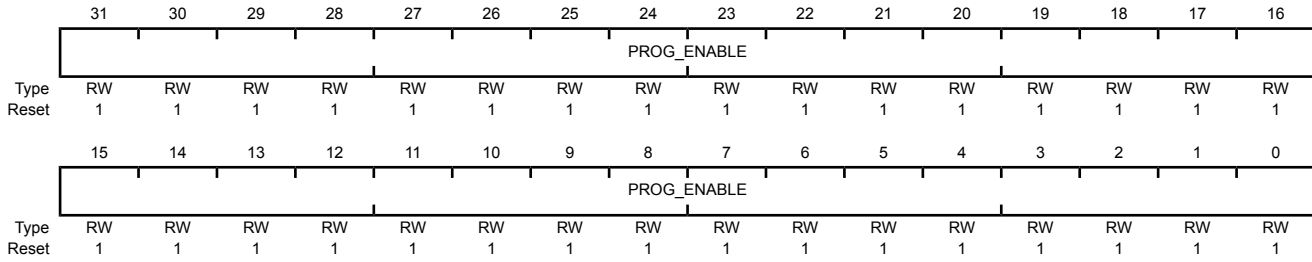 31 30 29 28 27 26 25 24 23 22 21 20 19 18 17 16
PROG_ENABLE
Type RW RW RW RW RW RW RW RW RW RW RW RW RW RW RW RW
Reset 1 1 1 1 1 1 1 1 1 1 1 1 1 1 1 1
15 14 13 12 11 10 9 8 7 6 5 4 3 2 1 0
PROG_ENABLE
Type RW RW RW RW RW RW RW RW RW RW RW RW RW RW RW RW
Reset 1 1 1 1 1 1 1 1 1 1 1 1 1 1 1 1